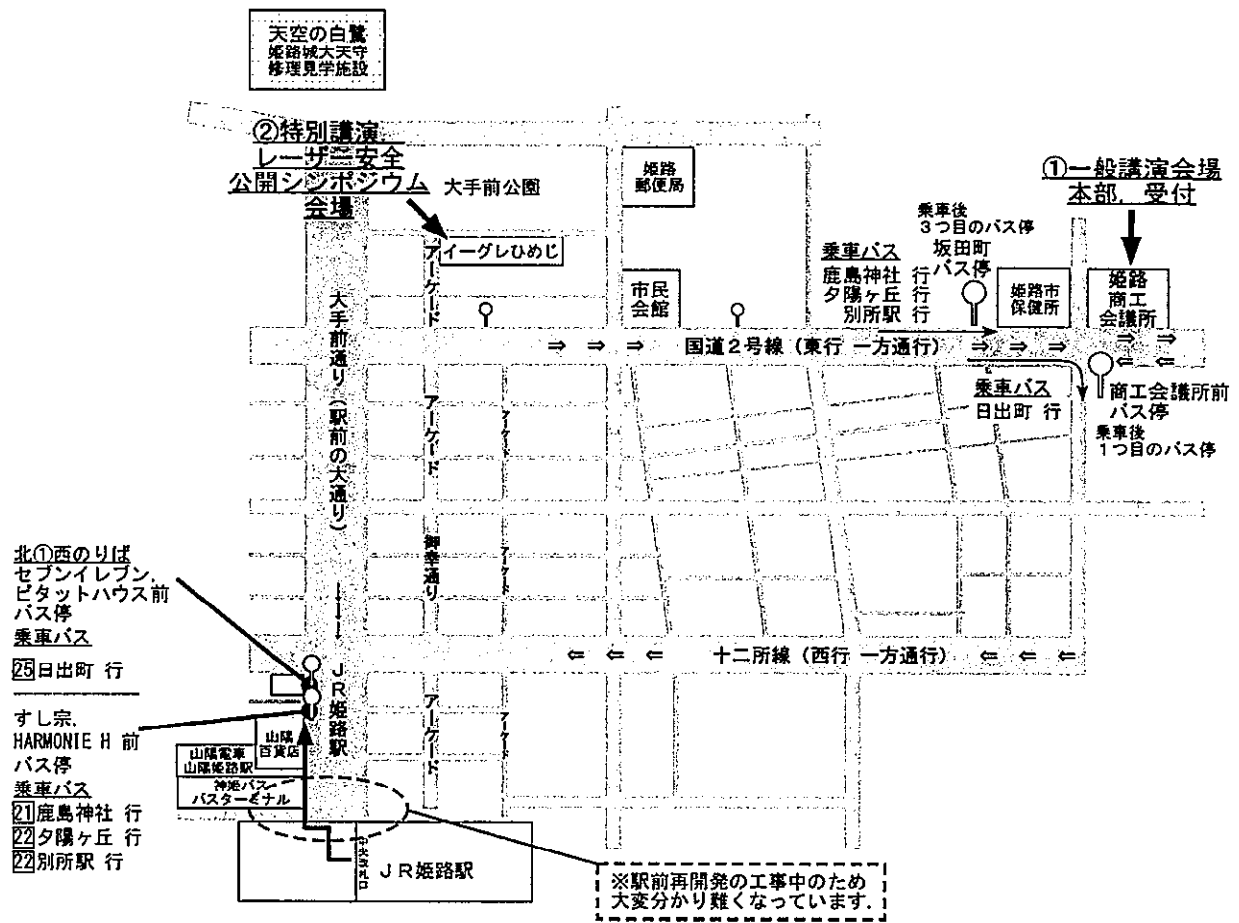 天空の白鷺
姫路城大天守
修理見学施設
②特別講演,
レーザー安全
公開シンポジウム
会場
大手前公園
イーグレひめじ
姫路
郵便局
市民
会館
①一般講演会場
本部, 受付
乗車後
3つ目のバス停
坂田町
バス停
乗車バス
鹿島神社 行
夕陽ヶ丘 行
別所駅 行
姫路市
保健所
姫路
商工
会議所
⇒ ⇒ ⇒ 国道2号線 (東行 一方通行) ⇒ ⇒ ⇒
⇒ ⇒
⇐ ⇐
乗車バス
日出町 行
商工会議所前
バス停
乗車後
1つ目のバス停
大手前通り (駅前の大通り) ――→ JR姫路駅
アーケード
アーケード
御幸通り
アーケード
アーケード
アーケード
アーケード
⇐ ⇐ ⇐ 十二所線 (西行 一方通行) ⇐ ⇐ ⇐
北①西のりば
セブンイレブン,
ピタットハウス前
バス停
乗車バス
25日出町 行
すし宗,
HARMONIE H 前
バス停
乗車バス
21鹿島神社 行
22夕陽ヶ丘 行
22別所駅 行
山陽
百貨店
山陽電車
山陽姫路駅
神姫バス
バスターミナル
中央改札口
JR姫路駅
※駅前再開発の工事中のため
大変分かり難くなっています.